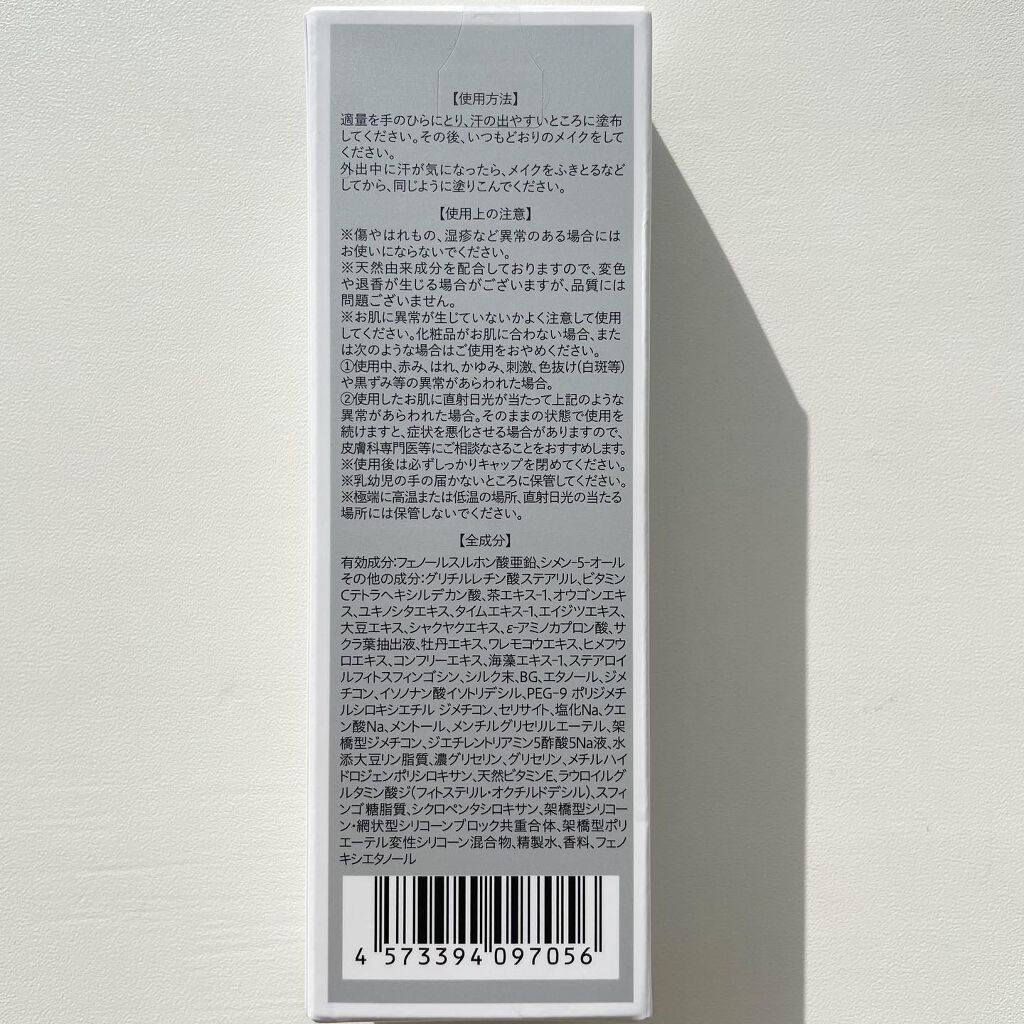 【使用方法】
適量を手のひらにとり、汗の出やすいところに塗布
してください。その後、いつもどおりのメイクをして
ください。
外出中に汗が気になったら、メイクをふきとるなど
してから、同じように塗りこんでください。
【使用上の注意】
※傷やはれもの、湿疹など異常のある場合には
お使いにならないでください。
※天然由来成分を配合しておりますので、変色
や退香が生じる場合がございますが、品質には
問題ございません。
※お肌に異常が生じていないかよく注意して使用
してください。化粧品がお肌に合わない場合、また
は次のような場合はご使用をおやめください。
①使用中、赤み、はれ、かゆみ、刺激、色抜け(白斑等)
や黒ずみ等の異常があらわれた場合。
②使用したお肌に直射日光が当たって上記のような
異常があらわれた場合。そのままの状態で使用を
続けますと、症状を悪化させる場合がありますので、
皮膚科専門医等にご相談なさることをおすすめします。
※使用後は必ずしっかりキャップを閉めてください。
※乳幼児の手の届かないところに保管してください。
※極端に高温または低温の場所、直射日光の当たる
場所には保管しないでください。
【全成分】
有効成分:フェノールスルホン酸亜鉛、シメン-5-オール
その他の成分:グリチルレチン酸ステアリル、ビタミン
Cテトラヘキシルデカン酸、茶エキス-1、オウゴンエキ
ス、ユキノシタエキス、タイムエキス-1、エイジツエキス、
大豆エキス、シャクヤクエキス、ε-アミノカプロン酸、サ
クラ葉抽出液、牡丹エキス、ワレモコウエキス、ヒメフウ
ロエキス、コンフリーエキス、海藻エキス-1、ステアロイ
ルフィトスフィンゴシン、シルク末、BG、エタノール、ジメ
チコン、イソノナン酸イソトリデシル、PEG-9 ポリジメチ
ルシロキシエチル ジメチコン、セリサイト、塩化Na、クエ
ン酸Na、メントール、メンチルグリセリルエーテル、架
橋型ジメチコン、ジエチレントリアミン5酢酸5Na液、水
添大豆リン脂質、濃グリセリン、グリセリン、メチルハイ
ドロジェンポリシロキサン、天然ビタミンE、ラウロイルグ
ルタミン酸ジ(フィトステリル・オクチルドデシル)、スフィ
ンゴ糖脂質、シクロペンタシロキサン、架橋型シリコー
ン・網状型シリコーンブロック共重合体、架橋型ポリ
エーテル変性シリコーン混合物、精製水、香料、フェノ
キシエタノール
4 573394 097056